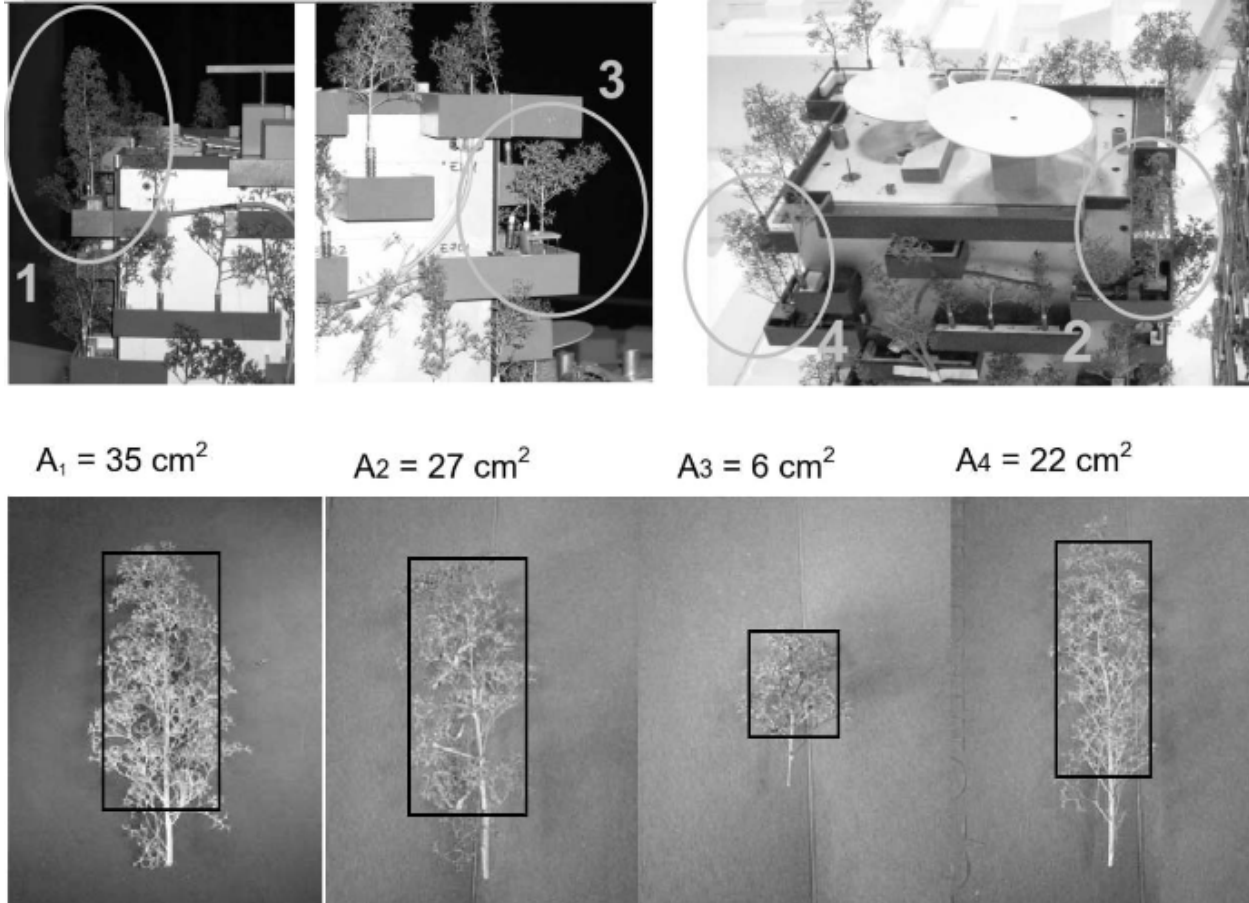 1
3
4
2
A₁ = 35 cm²
A2 = 27 cm²
A3 = 6 cm²
A4 = 22 cm²